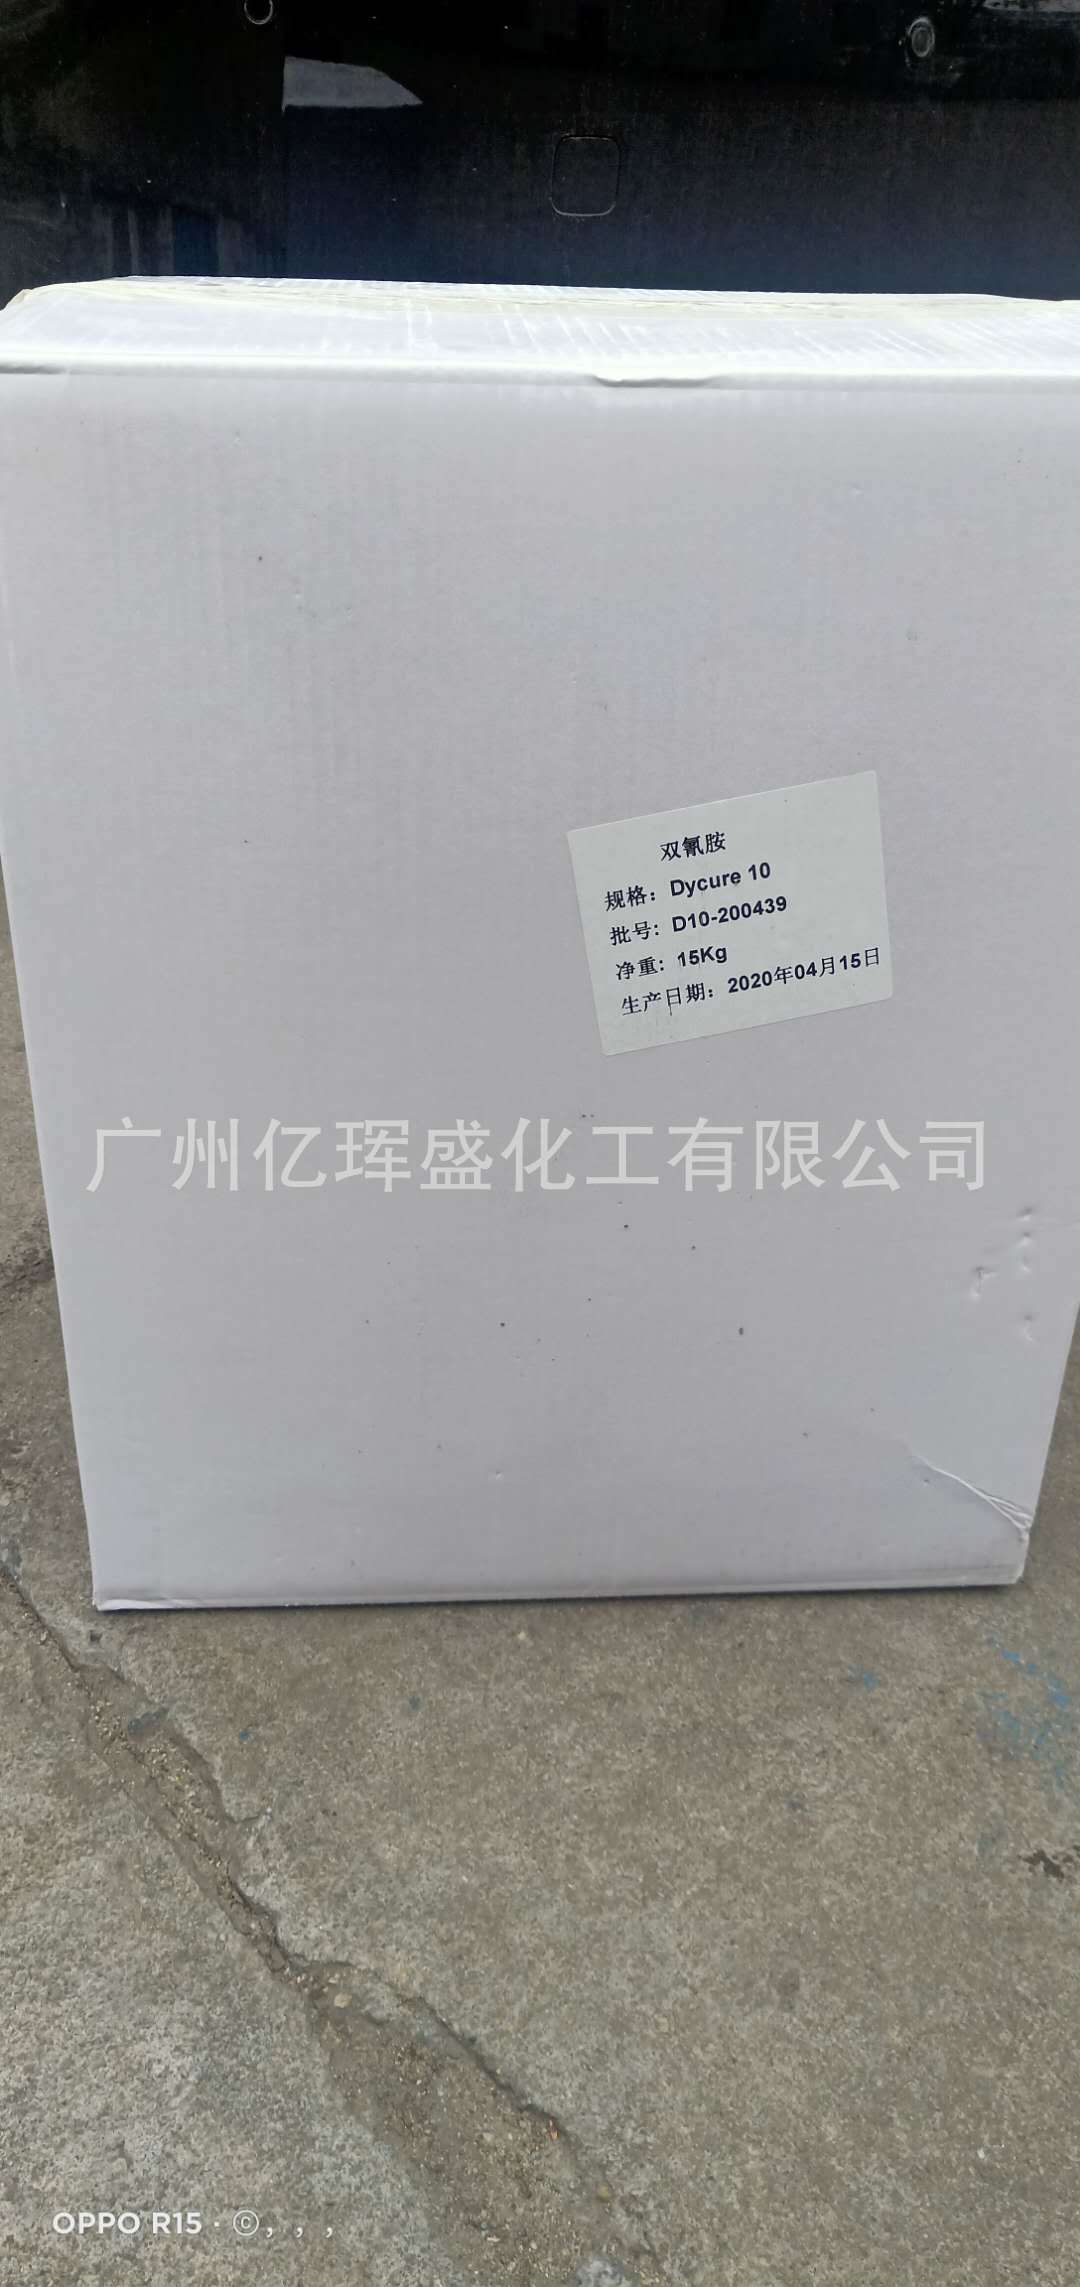 双氰胺
规格：Dycure 10
批号：D10-200439
净重：15Kg
生产日期：2020年04月15日
广州亿珲盛化工有限公司
OPPO R15 · ©，，，